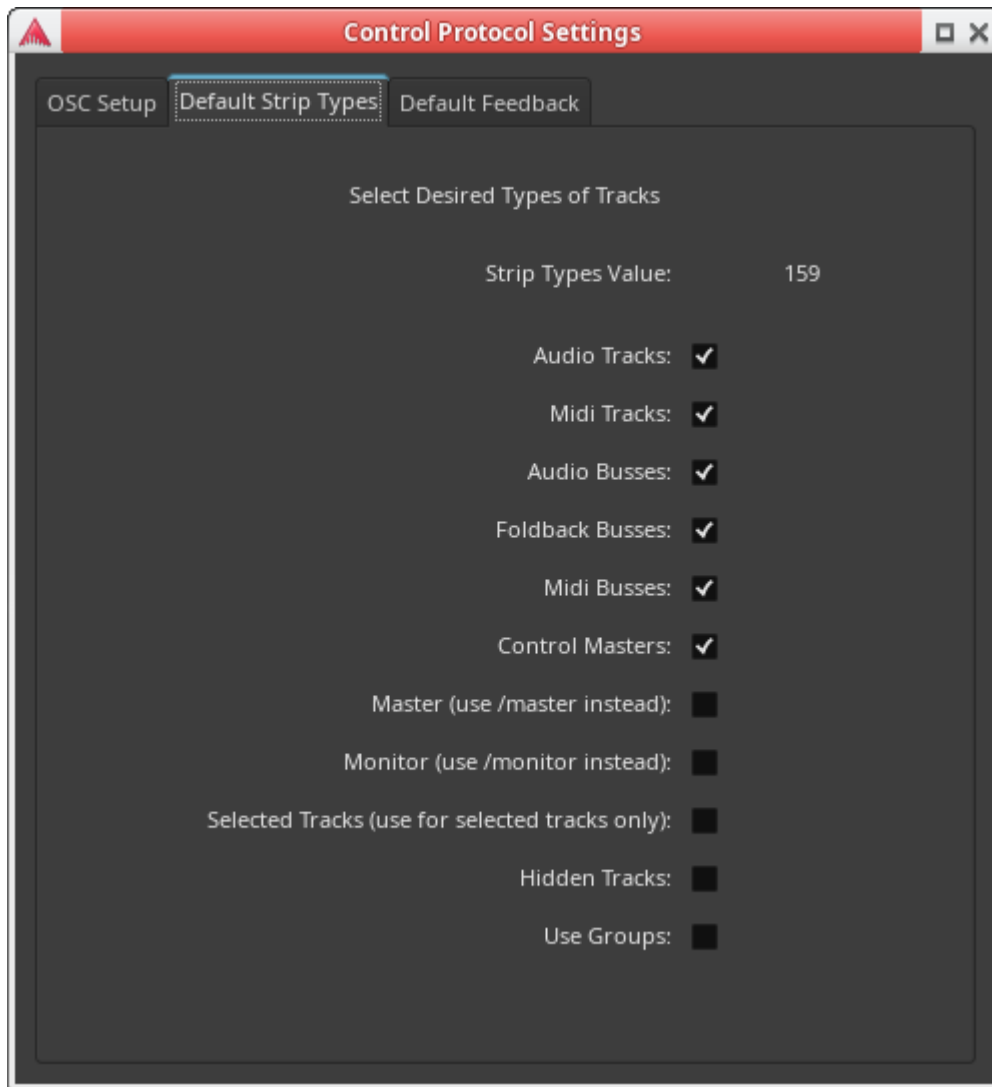 Control Protocol Settings
OSC Setup
Default Strip Types
Default Feedback
Select Desired Types of Tracks
Strip Types Value: 159
Audio Tracks:
Midi Tracks:
Audio Busses:
Foldback Busses:
Midi Busses:
Control Masters:
Master (use /master instead):
Monitor (use /monitor instead):
Selected Tracks (use for selected tracks only):
Hidden Tracks:
Use Groups: